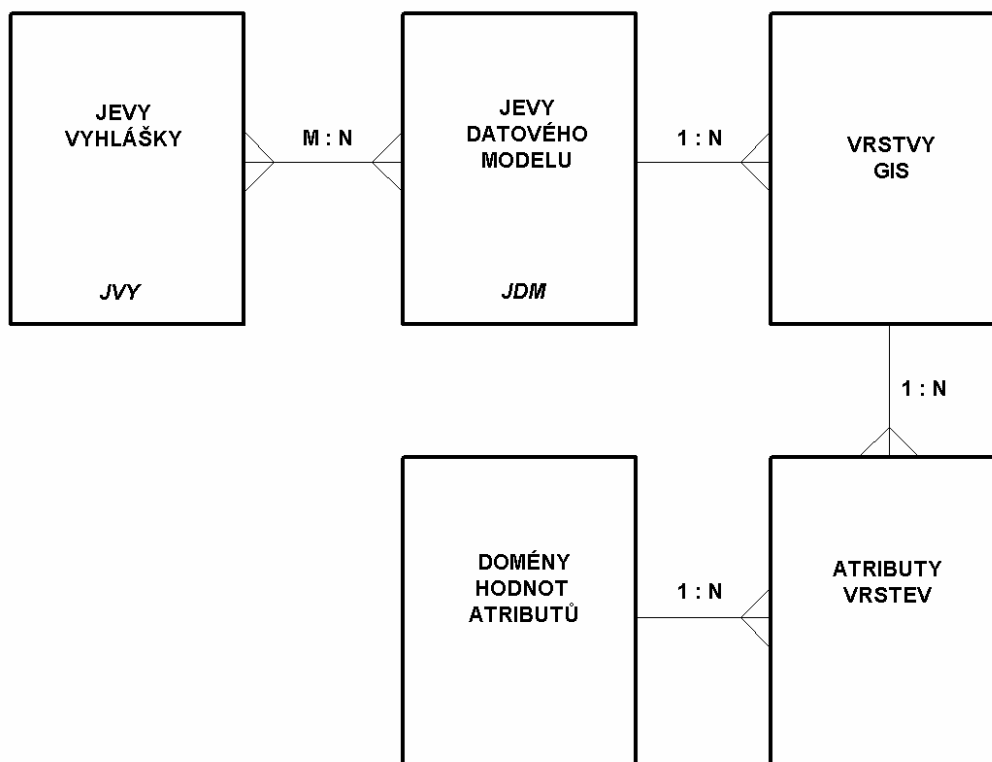 JEVY
VYHLÁŠKY
JVY
M : N
JEVY
DATOVÉHO
MODELU
JDM
1 : N
VRSTVY
GIS
1 : N
DOMÉNY
HODNOT
ATRIBUTŮ
1 : N
ATRIBUTY
VRSTEV